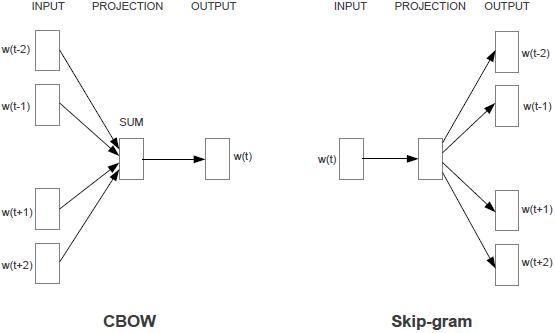 INPUT PROJECTION OUTPUT
w(t-2)
w(t-1)
SUM
w(t)
w(t+1)
w(t+2)
CBOW
INPUT PROJECTION OUTPUT
w(t-2)
w(t-1)
w(t)
w(t+1)
w(t+2)
Skip-gram